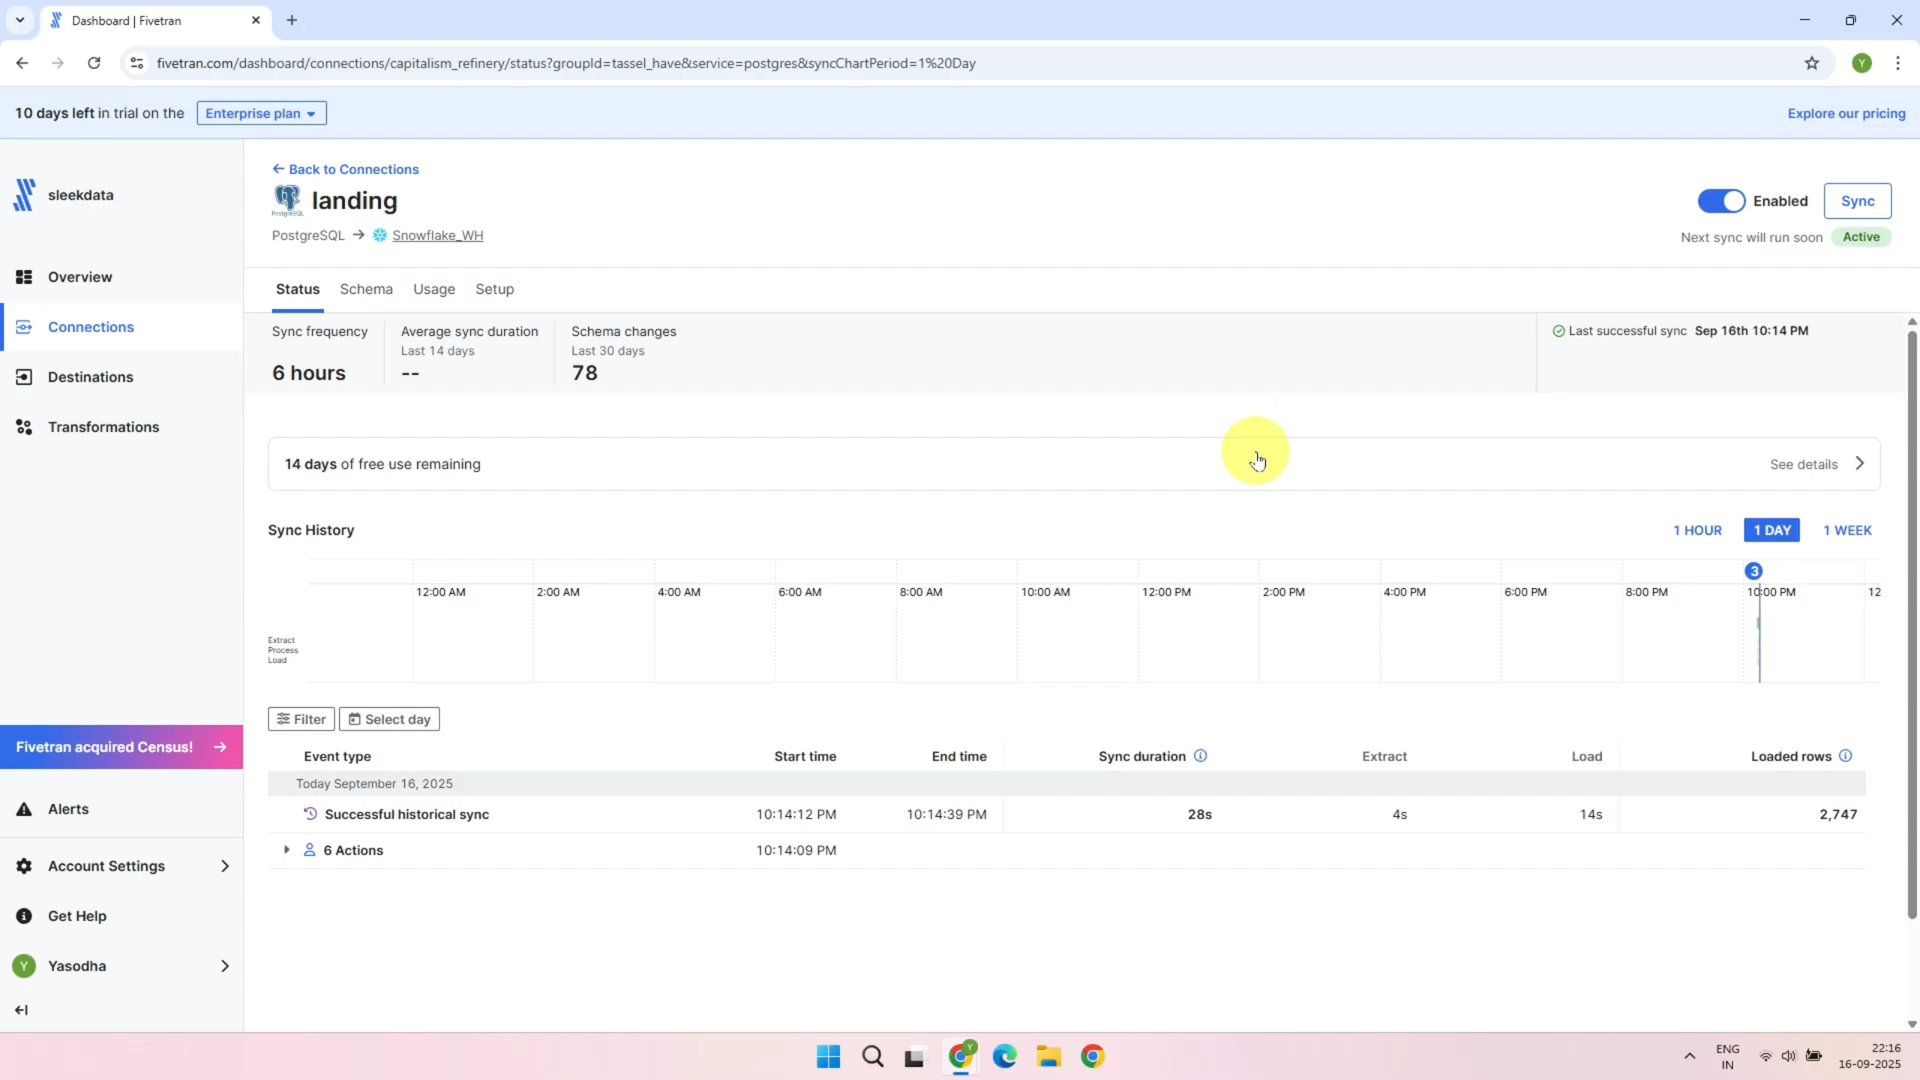 Dashboard | Fivetran
fivetran.com/dashboard/connections/capitalism_refinery/status?groupId=tassel_have&service=postgres&syncChartPeriod=1%20Day
Y
10 days left in trial on the
Enterprise plan
Explore our pricing
sleekdata
Overview
Connections
Destinations
Transformations
Fivetran acquired Census!
Alerts
Account Settings
Get Help
Y
Yasodha
Back to Connections
PostgreSQL
landing
PostgreSQL → Snowflake_WH
Enabled
Sync
Next sync will run soon
Active
Status
Schema
Usage
Setup
Sync frequency
6 hours
Average sync duration
Last 14 days
--
Schema changes
Last 30 days
78
Last successful sync Sep 16th 10:14 PM
14 days of free use remaining
See details
Sync History
1 HOUR
1 DAY
1 WEEK
3
12:00 AM
2:00 AM
4:00 AM
6:00 AM
8:00 AM
10:00 AM
12:00 PM
2:00 PM
4:00 PM
6:00 PM
8:00 PM
10:00 PM
12
Extract
Process
Load
Filter
Select day
Event type
Start time
End time
Sync duration
Extract
Load
Loaded rows
Today September 16, 2025
Successful historical sync
10:14:12 PM
10:14:39 PM
28s
4s
14s
2,747
6 Actions
10:14:09 PM
Y
ENG
IN
22:16
16-09-2025